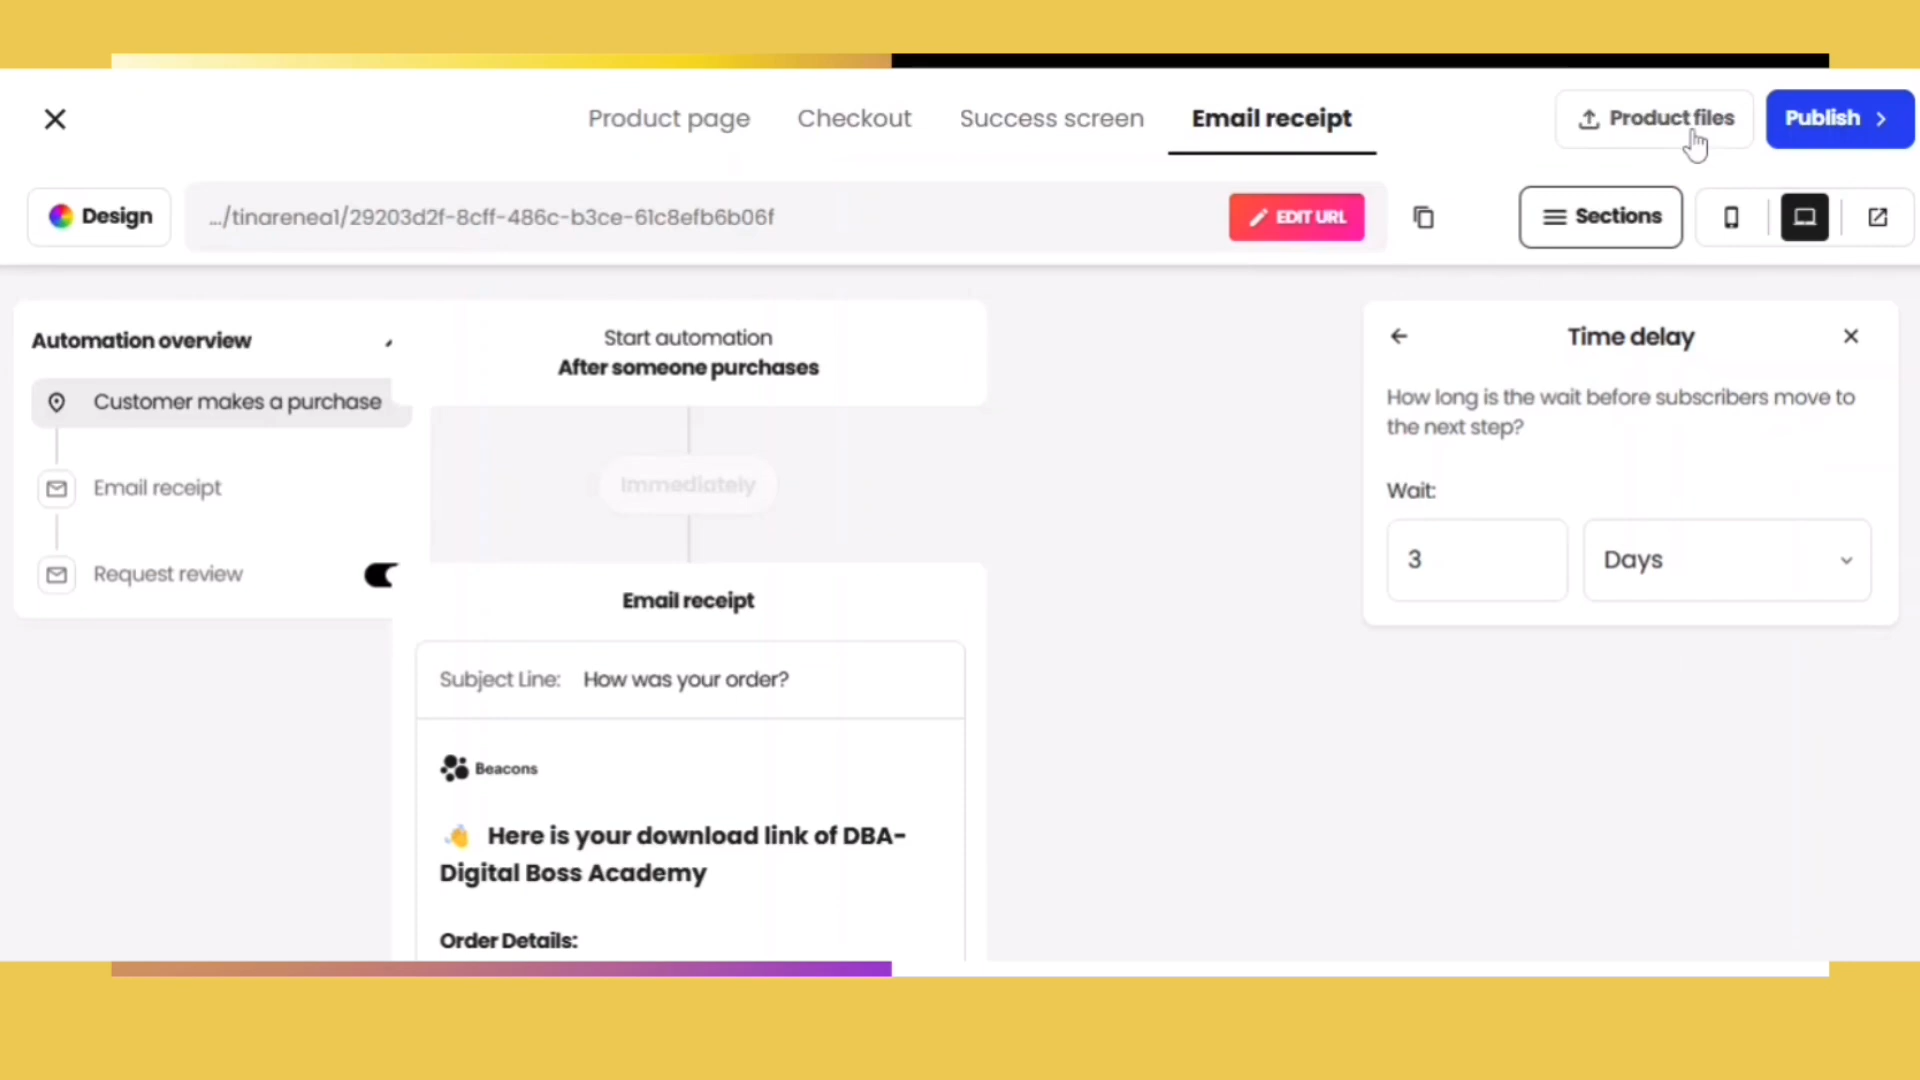 Product page Checkout Success screen Email receipt Product files Publish
Design .../tinarenea1/29203d2f-8cff-486c-b3ce-61c8efb6b06f EDIT URL Sections
Automation overview
Customer makes a purchase
Email receipt
Request review
Start automation
After someone purchases
Immediately
Email receipt
Subject Line: How was your order?
Beacons
Here is your download link of DBA-
Digital Boss Academy
Order Details:
Time delay
How long is the wait before subscribers move to
the next step?
Wait:
3 Days